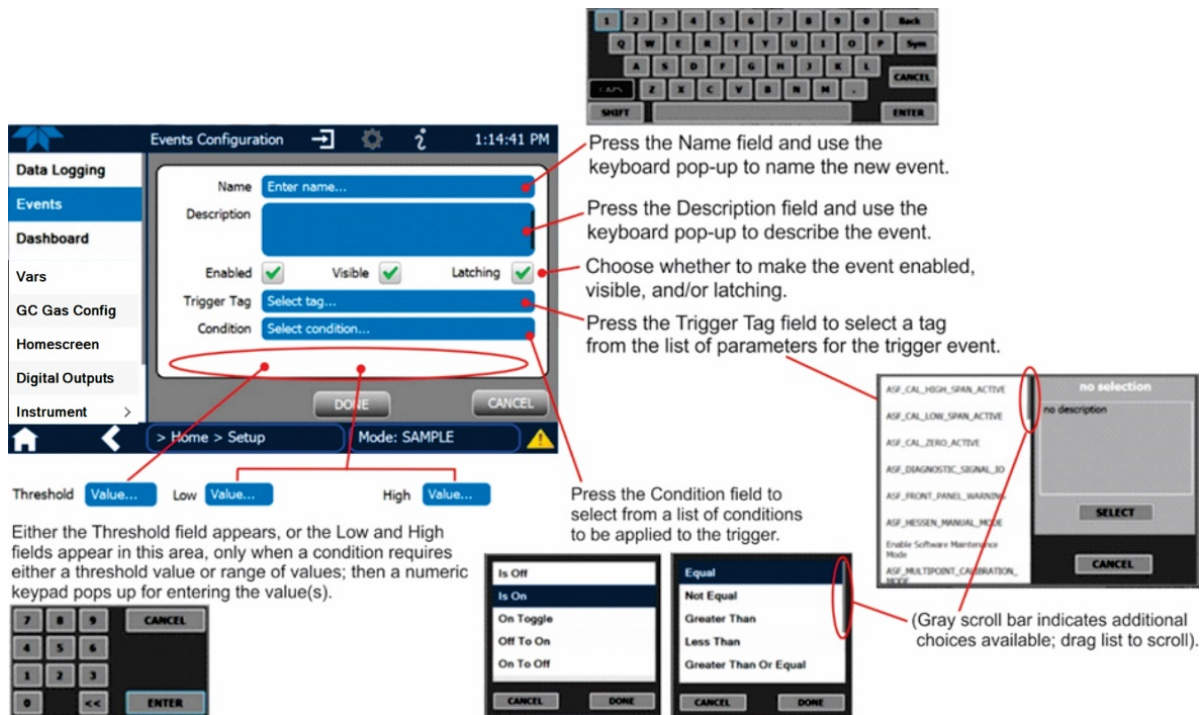 1 2 3 4 5 6 7 8 9 0 Back
Q W E R T Y U I O P Sym
A S D F G H J K L
CANCEL
CAPS Z X C V B N M .
SHIFT ENTER
Events Configuration 1:14:41 PM
Data Logging
Events
Dashboard
Vars
GC Gas Config
Homescreen
Digital Outputs
Instrument >
Name Enter name...
Description
Enabled Visible Latching
Trigger Tag Select tag...
Condition Select condition...
DONE CANCEL
> Home > Setup Mode: SAMPLE
Press the Name field and use the
keyboard pop-up to name the new event.
Press the Description field and use the
keyboard pop-up to describe the event.
Choose whether to make the event enabled,
visible, and/or latching.
Press the Trigger Tag field to select a tag
from the list of parameters for the trigger event.
ASF_CAL_HIGH_SPAN_ACTIVE
ASF_CAL_LOW_SPAN_ACTIVE
ASF_CAL_ZERO_ACTIVE
ASF_DIAGNOSTIC_SIGNAL_IO
ASF_FRONT_PANEL_WARNING
ASF_HESSEN_MANUAL_MODE
Enable Software Maintenance
Mode
ASF_MULTIPOINT_CALIBRATION_
MODE
no selection
no description
SELECT
CANCEL
(Gray scroll bar indicates additional
choices available; drag list to scroll).
Threshold Value... Low Value... High Value...
Either the Threshold field appears, or the Low and High
fields appear in this area, only when a condition requires
either a threshold value or range of values; then a numeric
keypad pops up for entering the value(s).
7 8 9 CANCEL
4 5 6
1 2 3
0 << ENTER
Press the Condition field to
select from a list of conditions
to be applied to the trigger.
Is Off
Is On
On Toggle
Off To On
On To Off
CANCEL DONE
Equal
Not Equal
Greater Than
Less Than
Greater Than Or Equal
CANCEL DONE